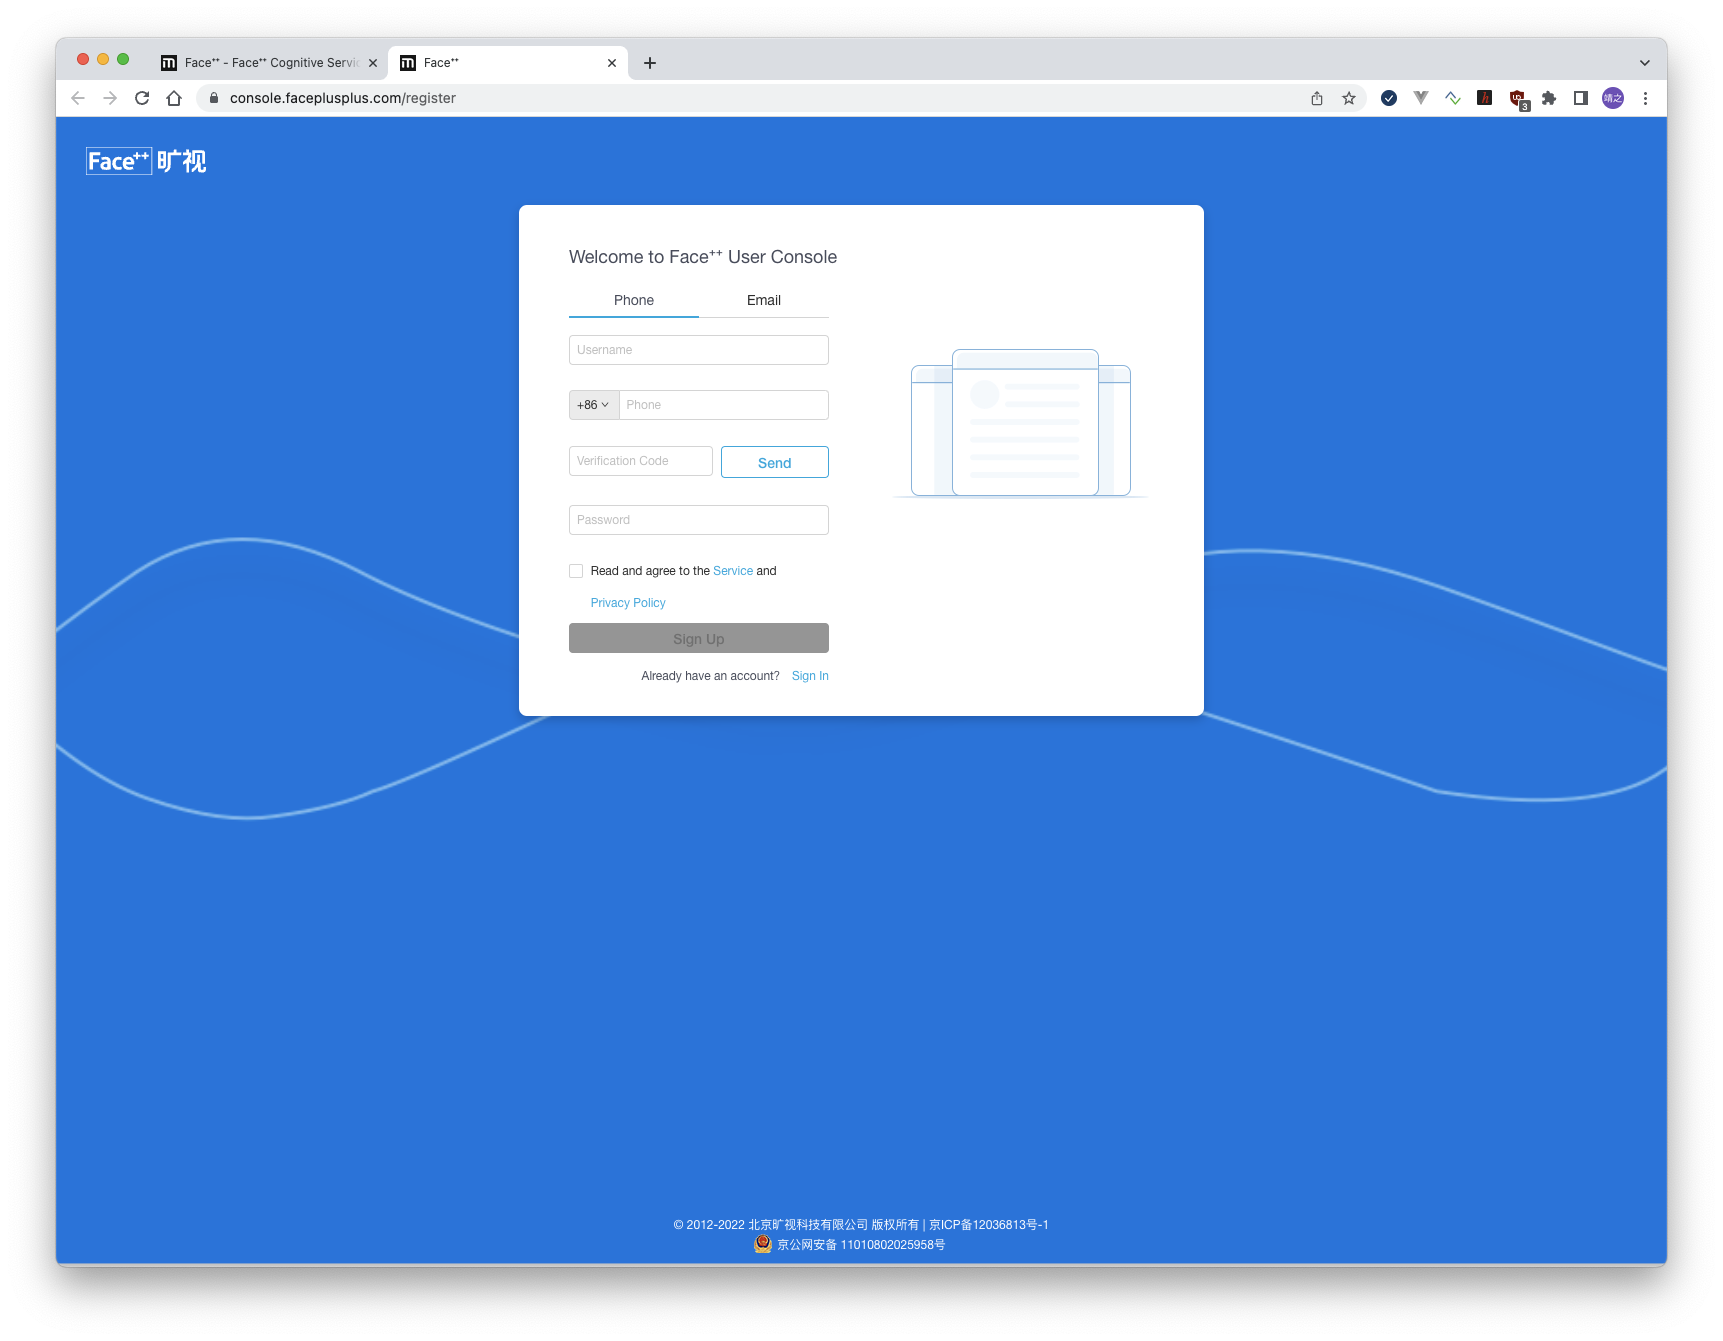 Face⁺⁺ - Face⁺⁺ Cognitive Servic
Face⁺⁺
console.faceplusplus.com/register
3
靖之
Face⁺⁺ 旷视
Welcome to Face⁺⁺ User Console
Phone Email
Username
+86 Phone
Verification Code Send
Password
Read and agree to the Service and
Privacy Policy
Sign Up
Already have an account? Sign In
© 2012-2022 北京旷视科技有限公司 版权所有 | 京ICP备12036813号-1
京公网安备 11010802025958号